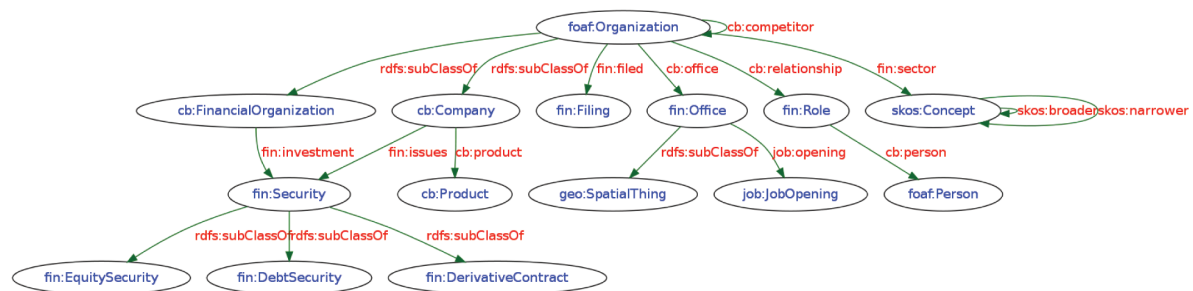 foaf:Organization
cb:competitor
rdfs:subClassOf rdfs:subClassOf fin:filed cb:office cb:relationship fin:sector
cb:FinancialOrganization cb:Company fin:Filing fin:Office fin:Role skos:Concept skos:broader skos:narrower
fin:investment fin:issues cb:product rdfs:subClassOf job:opening cb:person
fin:Security cb:Product geo:SpatialThing job:JobOpening foaf:Person
rdfs:subClassOf rdfs:subClassOf rdfs:subClassOf
fin:EquitySecurity fin:DebtSecurity fin:DerivativeContract